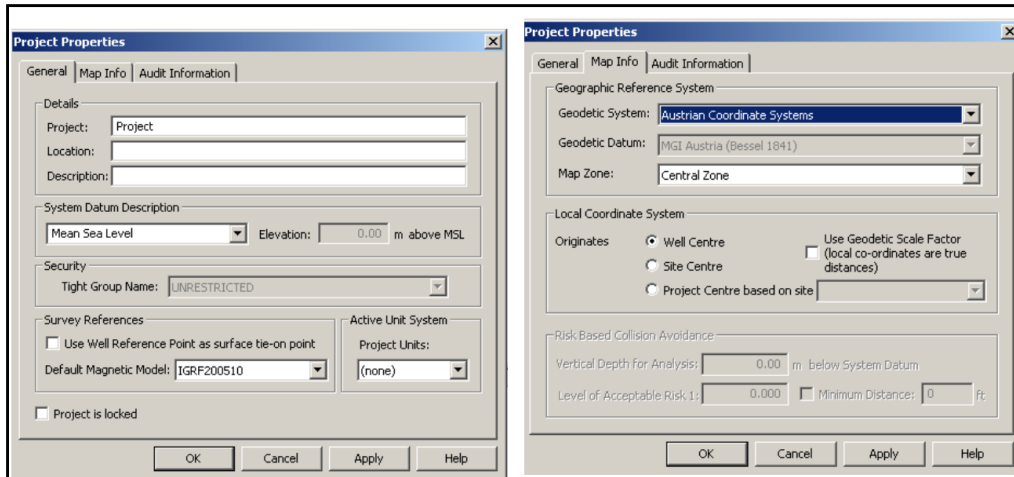 Project Properties
General Map Info Audit Information
Details
Project: Project
Location:
Description:
System Datum Description
Mean Sea Level Elevation: 0.00 m above MSL
Security
Tight Group Name: UNRESTRICTED
Survey References
Use Well Reference Point as surface tie-on point
Default Magnetic Model: IGRF200510
Active Unit System
Project Units:
(none)
Project is locked
OK Cancel Apply Help
Project Properties
General Map Info Audit Information
Geographic Reference System
Geodetic System: Austrian Coordinate Systems
Geodetic Datum: MGI Austria (Bessel 1841)
Map Zone: Central Zone
Local Coordinate System
Originates Well Centre
Site Centre
Project Centre based on site
Use Geodetic Scale Factor
(local co-ordinates are true
distances)
Risk Based Collision Avoidance
Vertical Depth for Analysis: 0.00 m below System Datum
Level of Acceptable Risk 1: 0.000 Minimum Distance: 0 ft
OK Cancel Apply Help